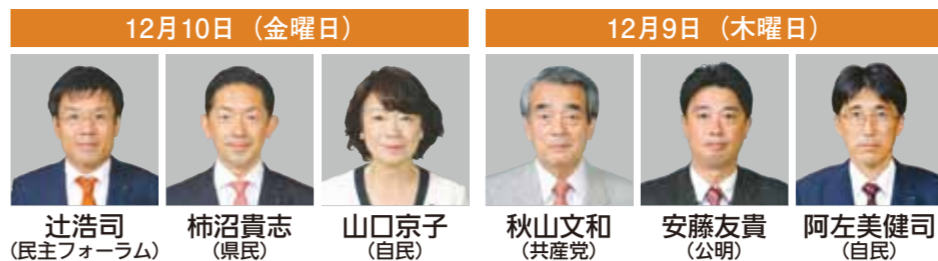 12月10日（金曜日）
辻浩司
（民主フォーラム）
柿沼貴志
（県民）
山口京子
（自民）
12月9日（木曜日）
秋山文和
（共産党）
安藤友貴
（公明）
阿左美健司
（自民）